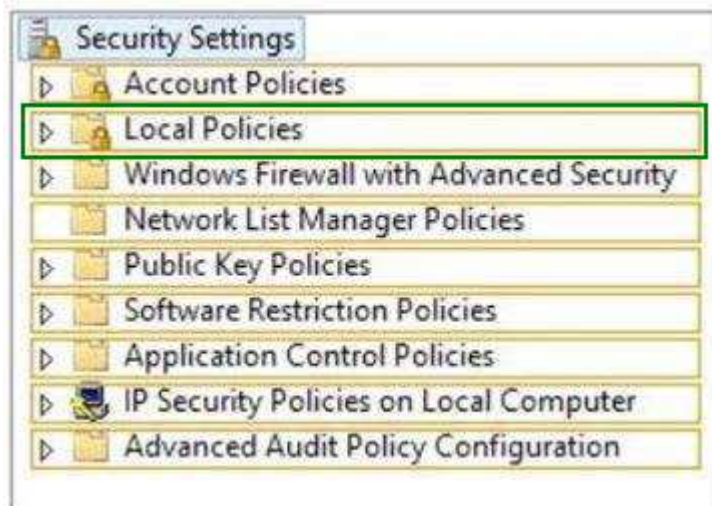 Security Settings
Account Policies
Local Policies
Windows Firewall with Advanced Security
Network List Manager Policies
Public Key Policies
Software Restriction Policies
Application Control Policies
IP Security Policies on Local Computer
Advanced Audit Policy Configuration